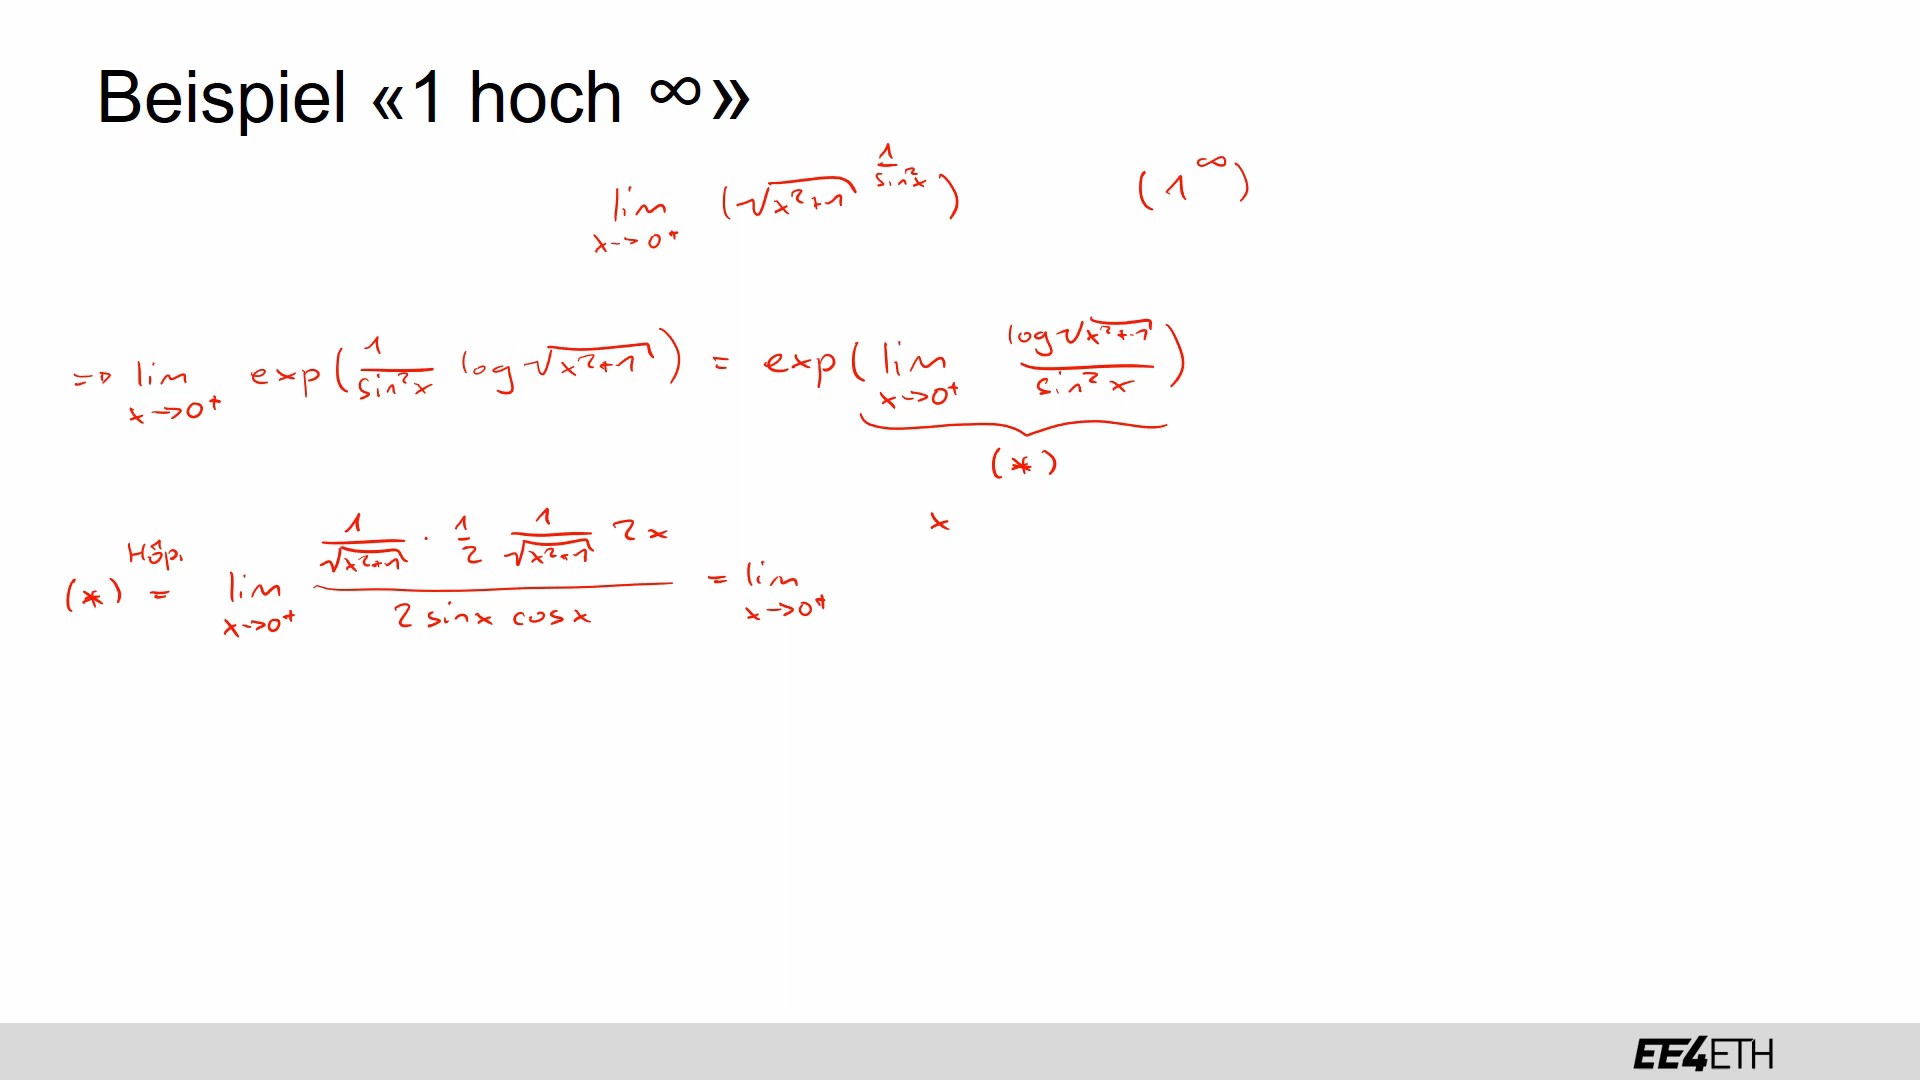 Beispiel «1 hoch ∞»
lim x→0⁺ (√(x²+1)^(1/sin²x)) (1^∞)
=> lim x→0⁺ exp(1/sin²x log √(x²+1)) = exp(lim x→0⁺ log√(x²+1)/sin²x)
(*)
(*) Hôp. = lim x→0⁺ (1/√(x²+1) · 1/2 1/√(x²+1) 2x)/(2 sinx cosx) = lim x→0⁺ x
EE4ETH